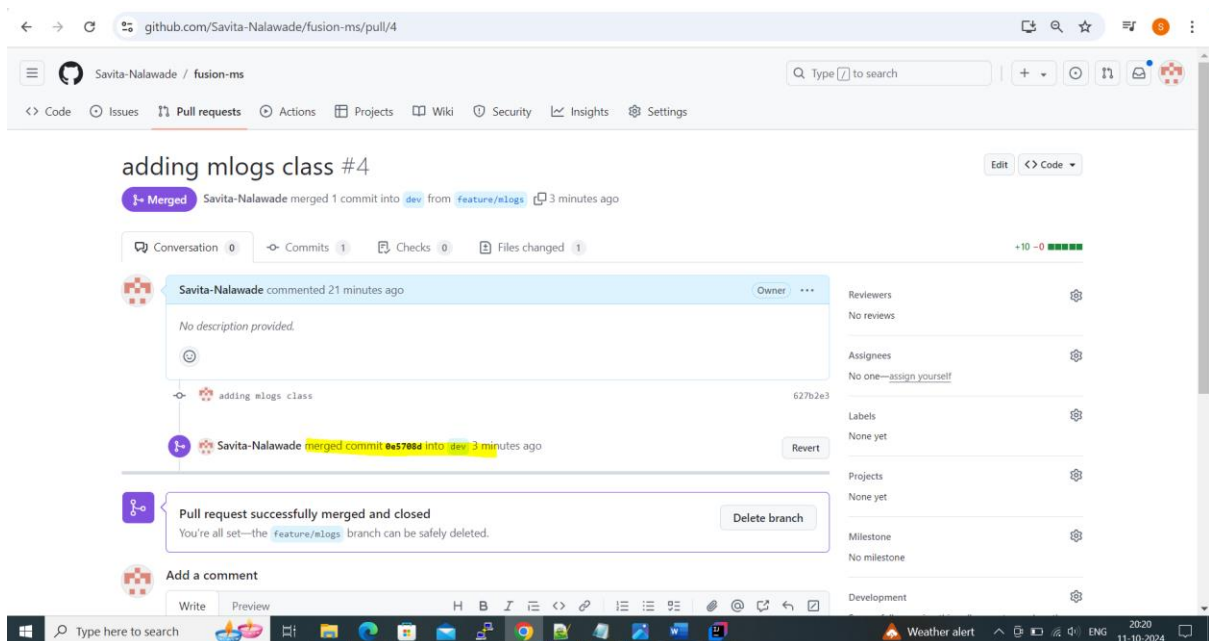 github.com/Savita-Nalawade/fusion-ms/pull/4
S
Savita-Nalawade / fusion-ms
Type / to search
Code Issues Pull requests Actions Projects Wiki Security Insights Settings
adding mlogs class #4
Edit <> Code
Merged Savita-Nalawade merged 1 commit into dev from feature/mlogs 3 minutes ago
Conversation 0 Commits 1 Checks 0 Files changed 1
+10 −0
Savita-Nalawade commented 21 minutes ago
Owner ...
No description provided.
adding mlogs class
627b2e3
Savita-Nalawade merged commit 0e5708d into dev 3 minutes ago
Revert
Pull request successfully merged and closed
You're all set—the feature/mlogs branch can be safely deleted.
Delete branch
Add a comment
Write Preview
H B I
Reviewers
No reviews
Assignees
No one—assign yourself
Labels
None yet
Projects
None yet
Milestone
No milestone
Development
Type here to search
Weather alert
ENG
20:20
11-10-2024